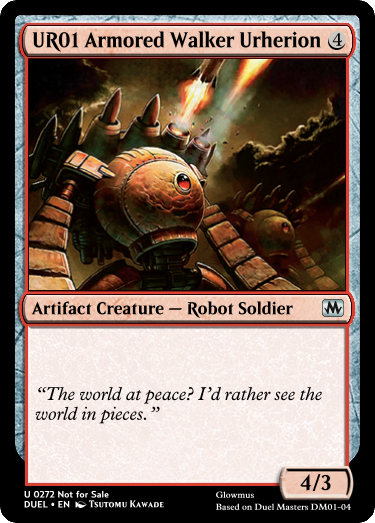 UR01 Armored Walker Urherion 4
Artifact Creature — Robot Soldier
“The world at peace? I’d rather see the
world in pieces.”
4/3
U 0272 Not for Sale
DUEL • EN Tsutomu Kawade
Glowmus
Based on Duel Masters DM01-04